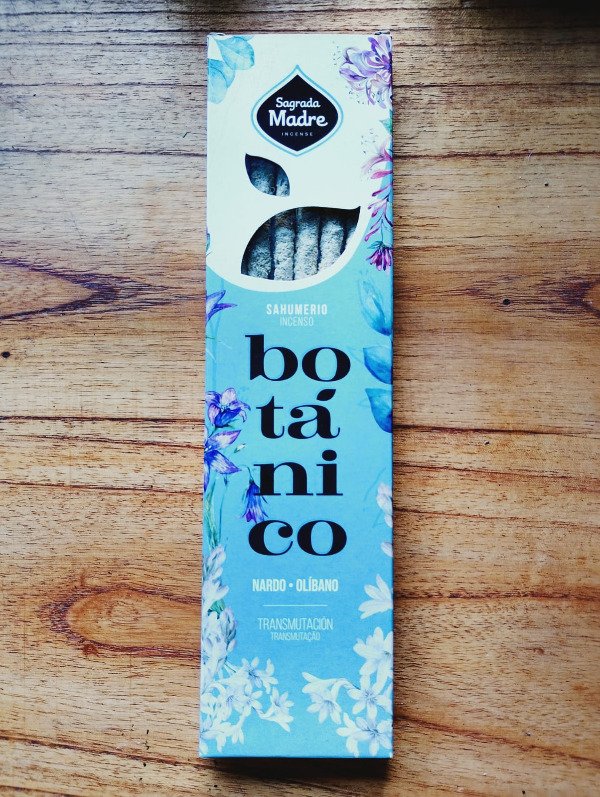 Sagrada
Madre
INCENSE
SAHUMERIO
INCENSO
bo
tá
ni
co
NARDO • OLÍBANO
TRANSMUTACIÓN
TRANSMUTAÇÃO